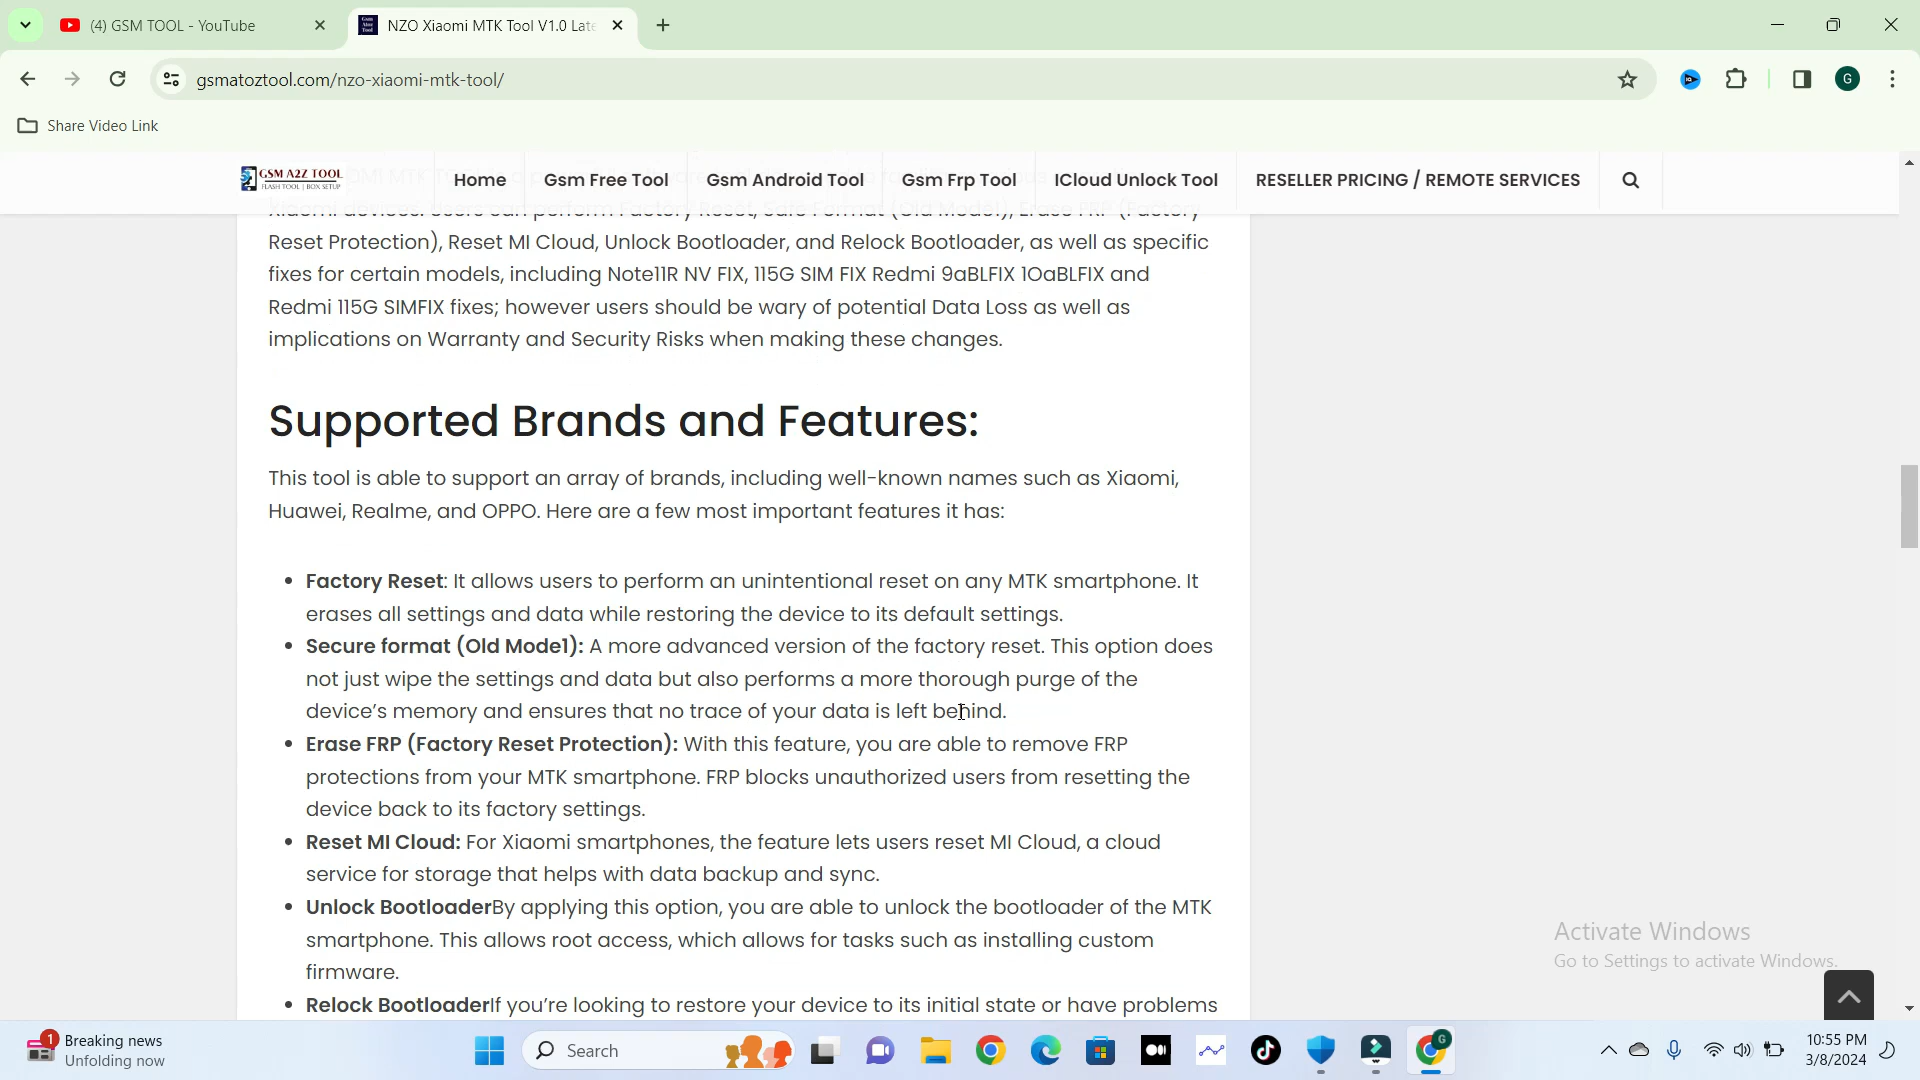 (4) GSM TOOL - YouTube
NZO Xiaomi MTK Tool V1.0 Late
gsmatoztool.com/nzo-xiaomi-mtk-tool/
G
Share Video Link
GSM A2Z TOOL
FLASH TOOL | BOX SETUP
Home
Gsm Free Tool
Gsm Android Tool
Gsm Frp Tool
ICloud Unlock Tool
RESELLER PRICING / REMOTE SERVICES
Xiaomi devices. Users can perform Factory Reset, Safe Format (Old Mode1), Erase FRP (Factory
Reset Protection), Reset MI Cloud, Unlock Bootloader, and Relock Bootloader, as well as specific
fixes for certain models, including Note11R NV FIX, 115G SIM FIX Redmi 9aBLFIX 10aBLFIX and
Redmi 115G SIMFIX fixes; however users should be wary of potential Data Loss as well as
implications on Warranty and Security Risks when making these changes.
Supported Brands and Features:
This tool is able to support an array of brands, including well-known names such as Xiaomi,
Huawei, Realme, and OPPO. Here are a few most important features it has:
Factory Reset: It allows users to perform an unintentional reset on any MTK smartphone. It
erases all settings and data while restoring the device to its default settings.
Secure format (Old Mode1): A more advanced version of the factory reset. This option does
not just wipe the settings and data but also performs a more thorough purge of the
device's memory and ensures that no trace of your data is left behind.
Erase FRP (Factory Reset Protection): With this feature, you are able to remove FRP
protections from your MTK smartphone. FRP blocks unauthorized users from resetting the
device back to its factory settings.
Reset MI Cloud: For Xiaomi smartphones, the feature lets users reset MI Cloud, a cloud
service for storage that helps with data backup and sync.
Unlock BootloaderBy applying this option, you are able to unlock the bootloader of the MTK
smartphone. This allows root access, which allows for tasks such as installing custom
firmware.
Relock BootloaderIf you're looking to restore your device to its initial state or have problems
Activate Windows
Go to Settings to activate Windows.
1
Breaking news
Unfolding now
Search
G
10:55 PM
3/8/2024